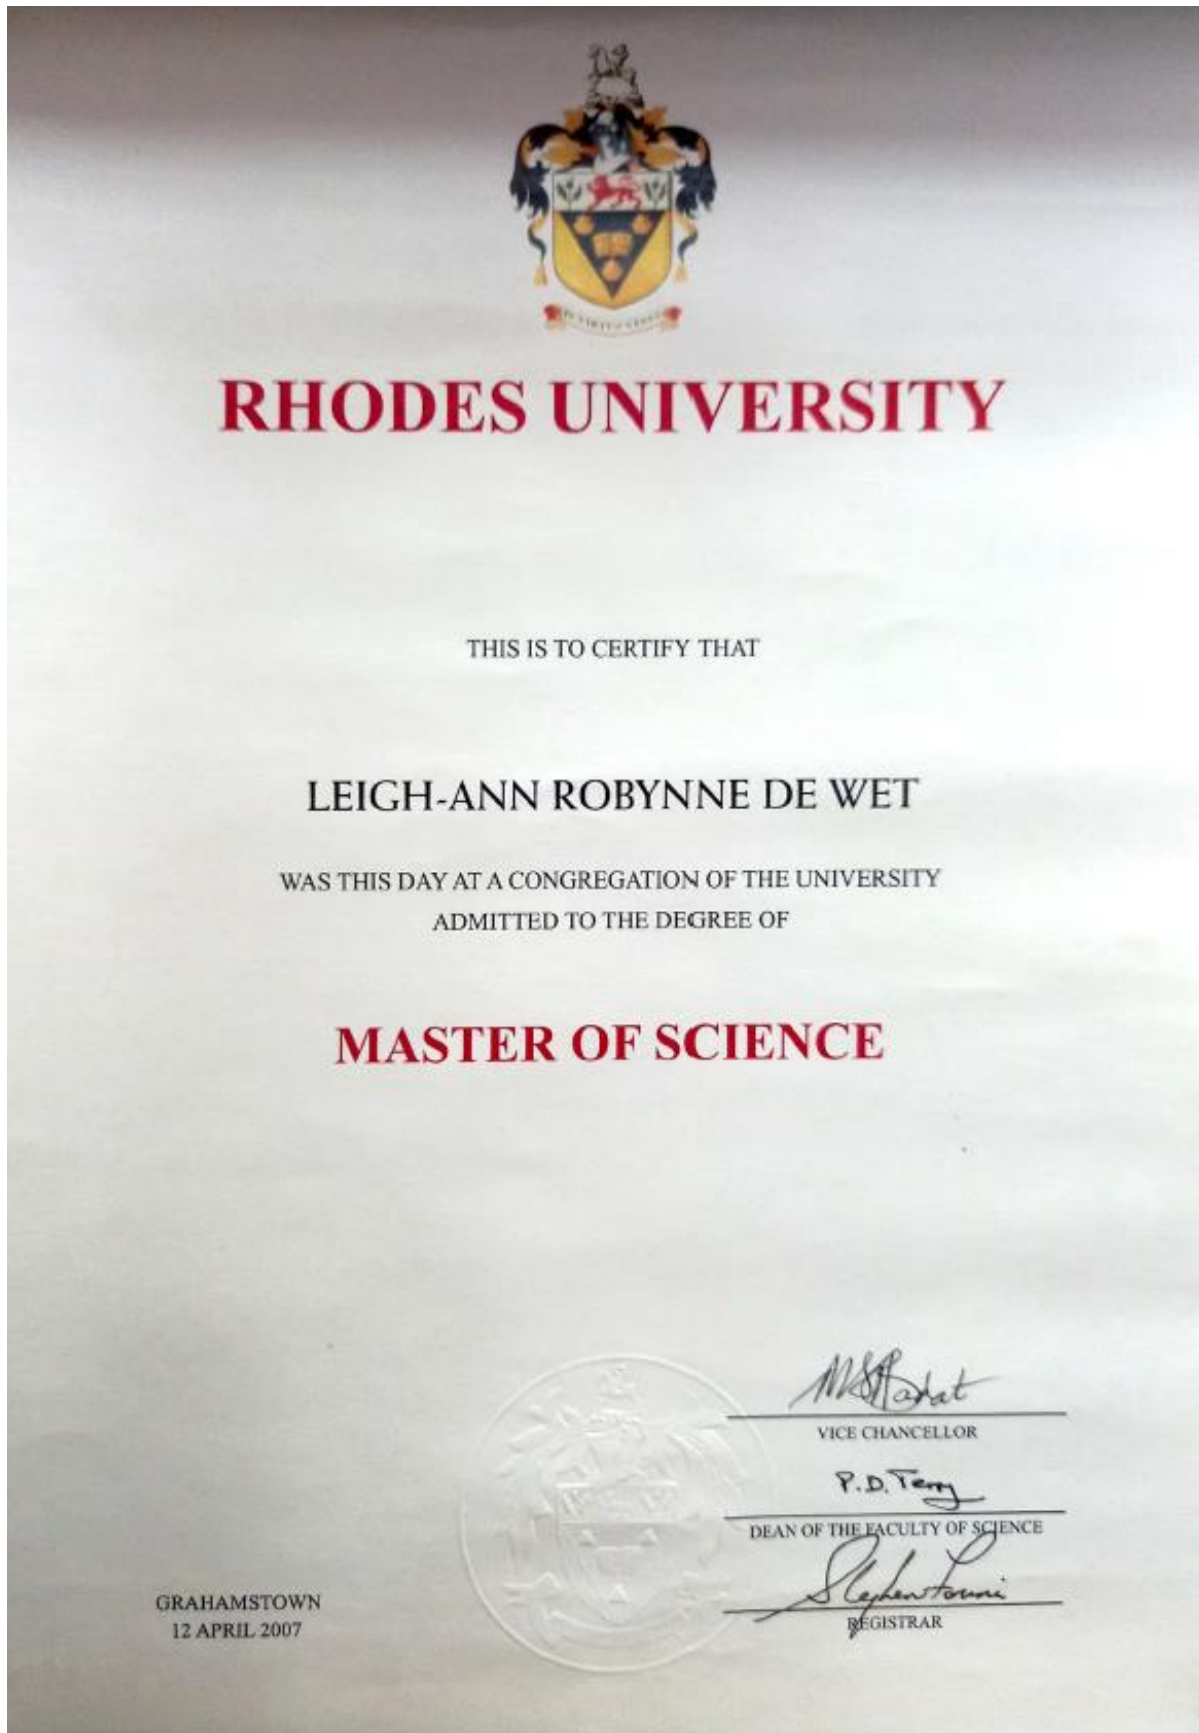 RHODES UNIVERSITY
THIS IS TO CERTIFY THAT
LEIGH-ANN ROBYNNE DE WET
WAS THIS DAY AT A CONGREGATION OF THE UNIVERSITY
ADMITTED TO THE DEGREE OF
MASTER OF SCIENCE
VICE CHANCELLOR
P.D. Terry
DEAN OF THE FACULTY OF SCIENCE
REGISTRAR
GRAHAMSTOWN
12 APRIL 2007